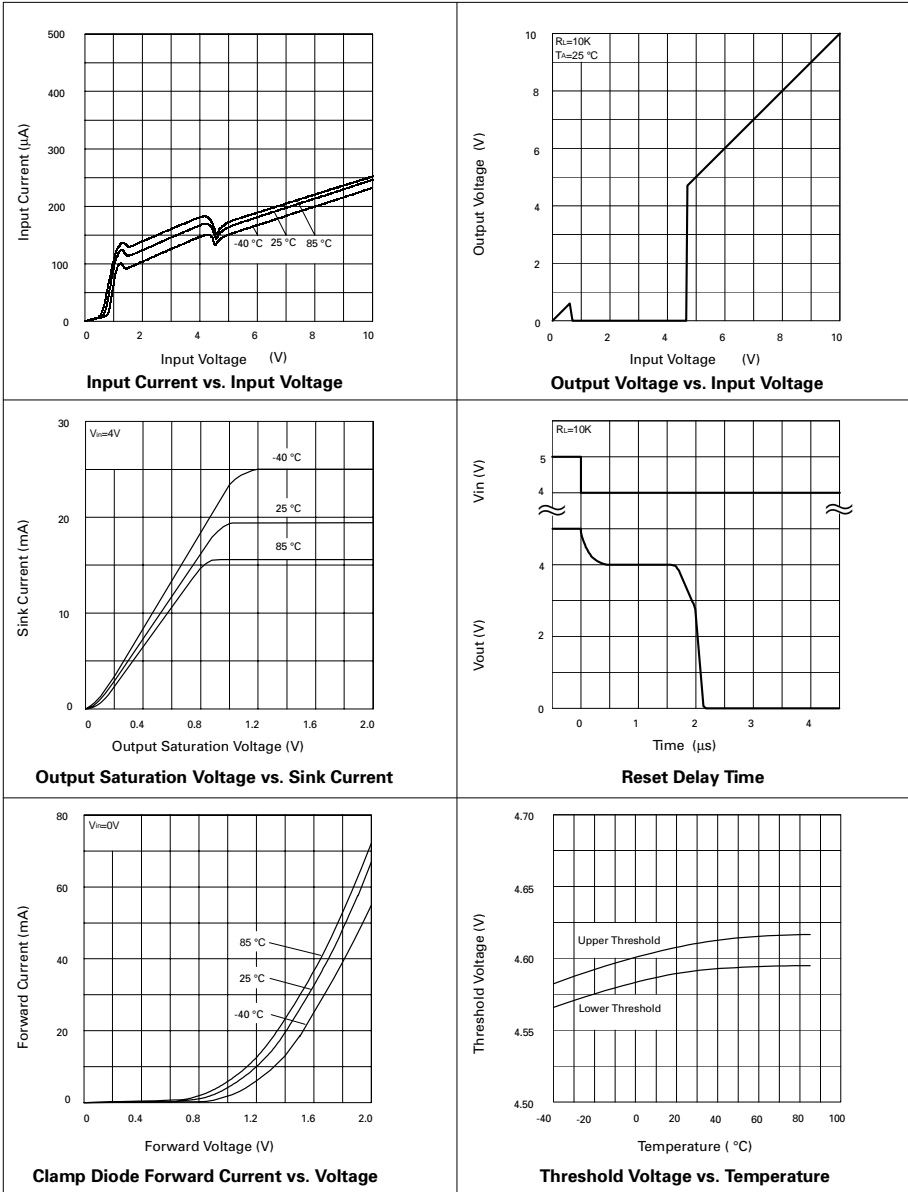 500
400
300
200
100
0
Input Current (µA)
-40 °C 25 °C 85 °C
0 2 4 6 8 10
Input Voltage (V)
Input Current vs. Input Voltage
RL=10K
TA=25 °C
10
8
6
4
2
0
Output Voltage (V)
0 2 4 6 8 10
Input Voltage (V)
Output Voltage vs. Input Voltage
Vin=4V
30
20
10
0
Sink Current (mA)
-40 °C
25 °C
85 °C
0 0.4 0.8 1.2 1.6 2.0
Output Saturation Voltage (V)
Output Saturation Voltage vs. Sink Current
RL=10K
5
4
Vin (V)
4
2
0
Vout (V)
0 1 2 3 4
Time (µs)
Reset Delay Time
Vin=0V
80
60
40
20
0
Forward Current (mA)
85 °C
25 °C
-40 °C
0 0.4 0.8 1.2 1.6 2.0
Forward Voltage (V)
Clamp Diode Forward Current vs. Voltage
4.70
4.65
4.60
4.55
4.50
Threshold Voltage (V)
Upper Threshold
Lower Threshold
-40 -20 0 20 40 60 80 100
Temperature ( °C)
Threshold Voltage vs. Temperature